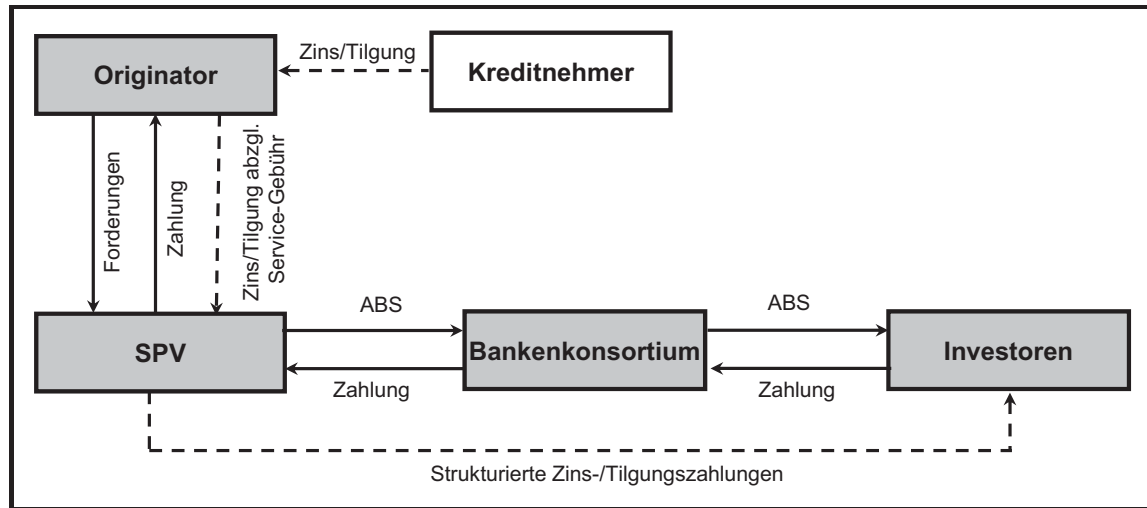 Zins/Tilgung
Originator
Kreditnehmer
Forderungen
Zahlung
Zins/Tilgung abzgl.
Service-Gebühr
ABS
ABS
SPV
Bankenkonsortium
Investoren
Zahlung
Zahlung
Strukturierte Zins-/Tilgungszahlungen